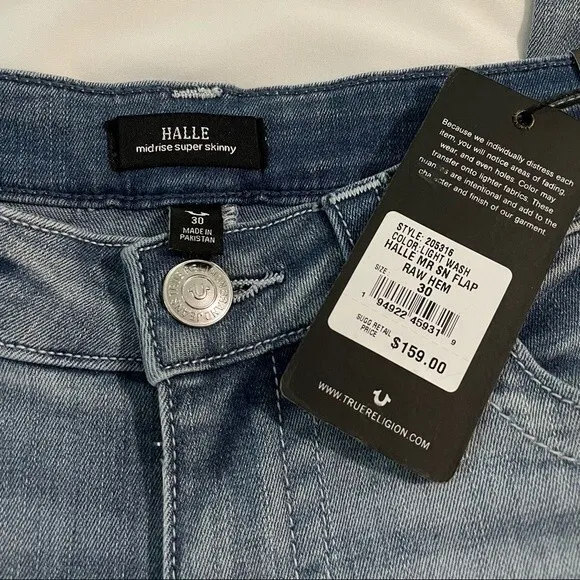 HALLE
midrise super skinny
30
MADE IN
PAKISTAN
Because we individually distress each
item, you will notice areas of fading,
wear, and even holes. Color may
transfer onto lighter fabrics. These
nuances are intentional and add to the
character and finish of our garment.
STYLE: 205316
COLOR:LIGHT WASH
HALLE MR SN FLAP
RAW HEM
SIZE: 30
1 94922 45931 9
SUGG RETAIL
PRICE $159.00
WWW.TRUERELIGION.COM